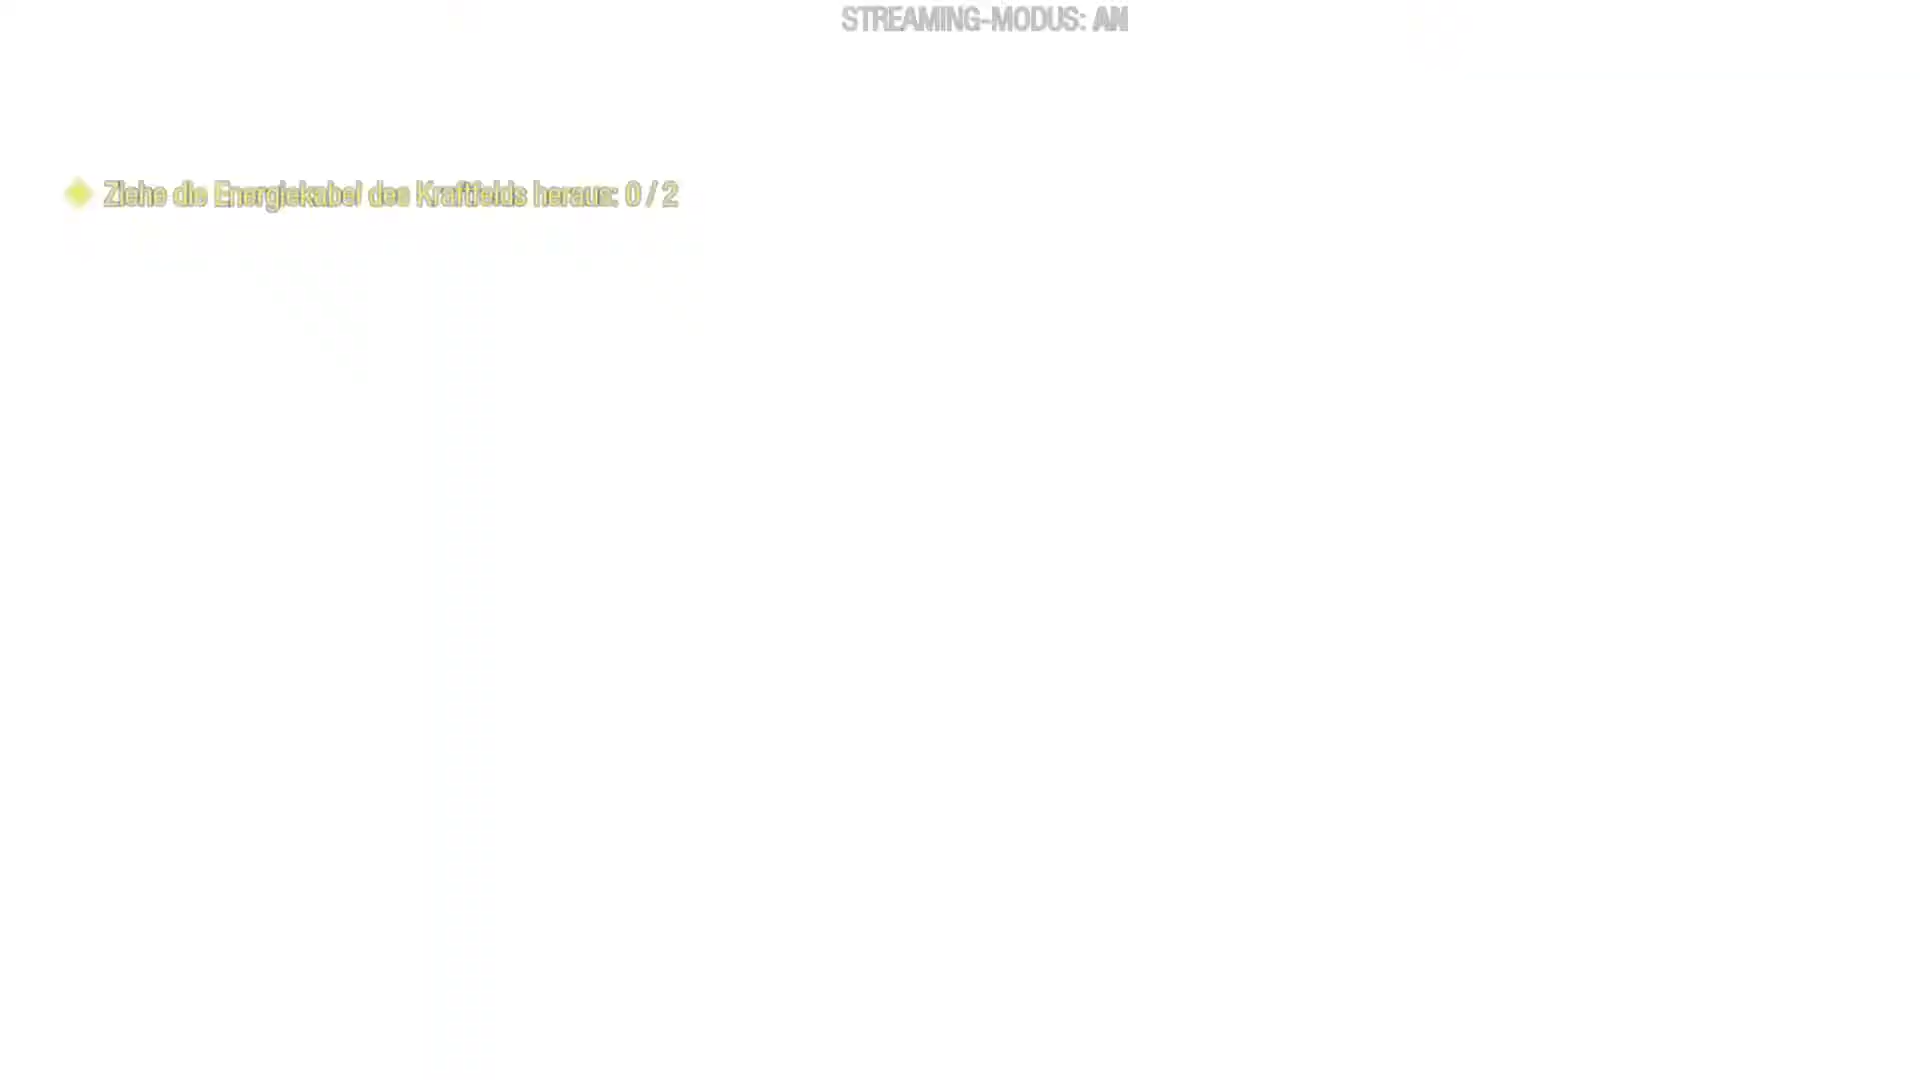 STREAMING-MODUS: AN
Ziehe die Energiekabel des Kraftfelds heraus: 0 / 2